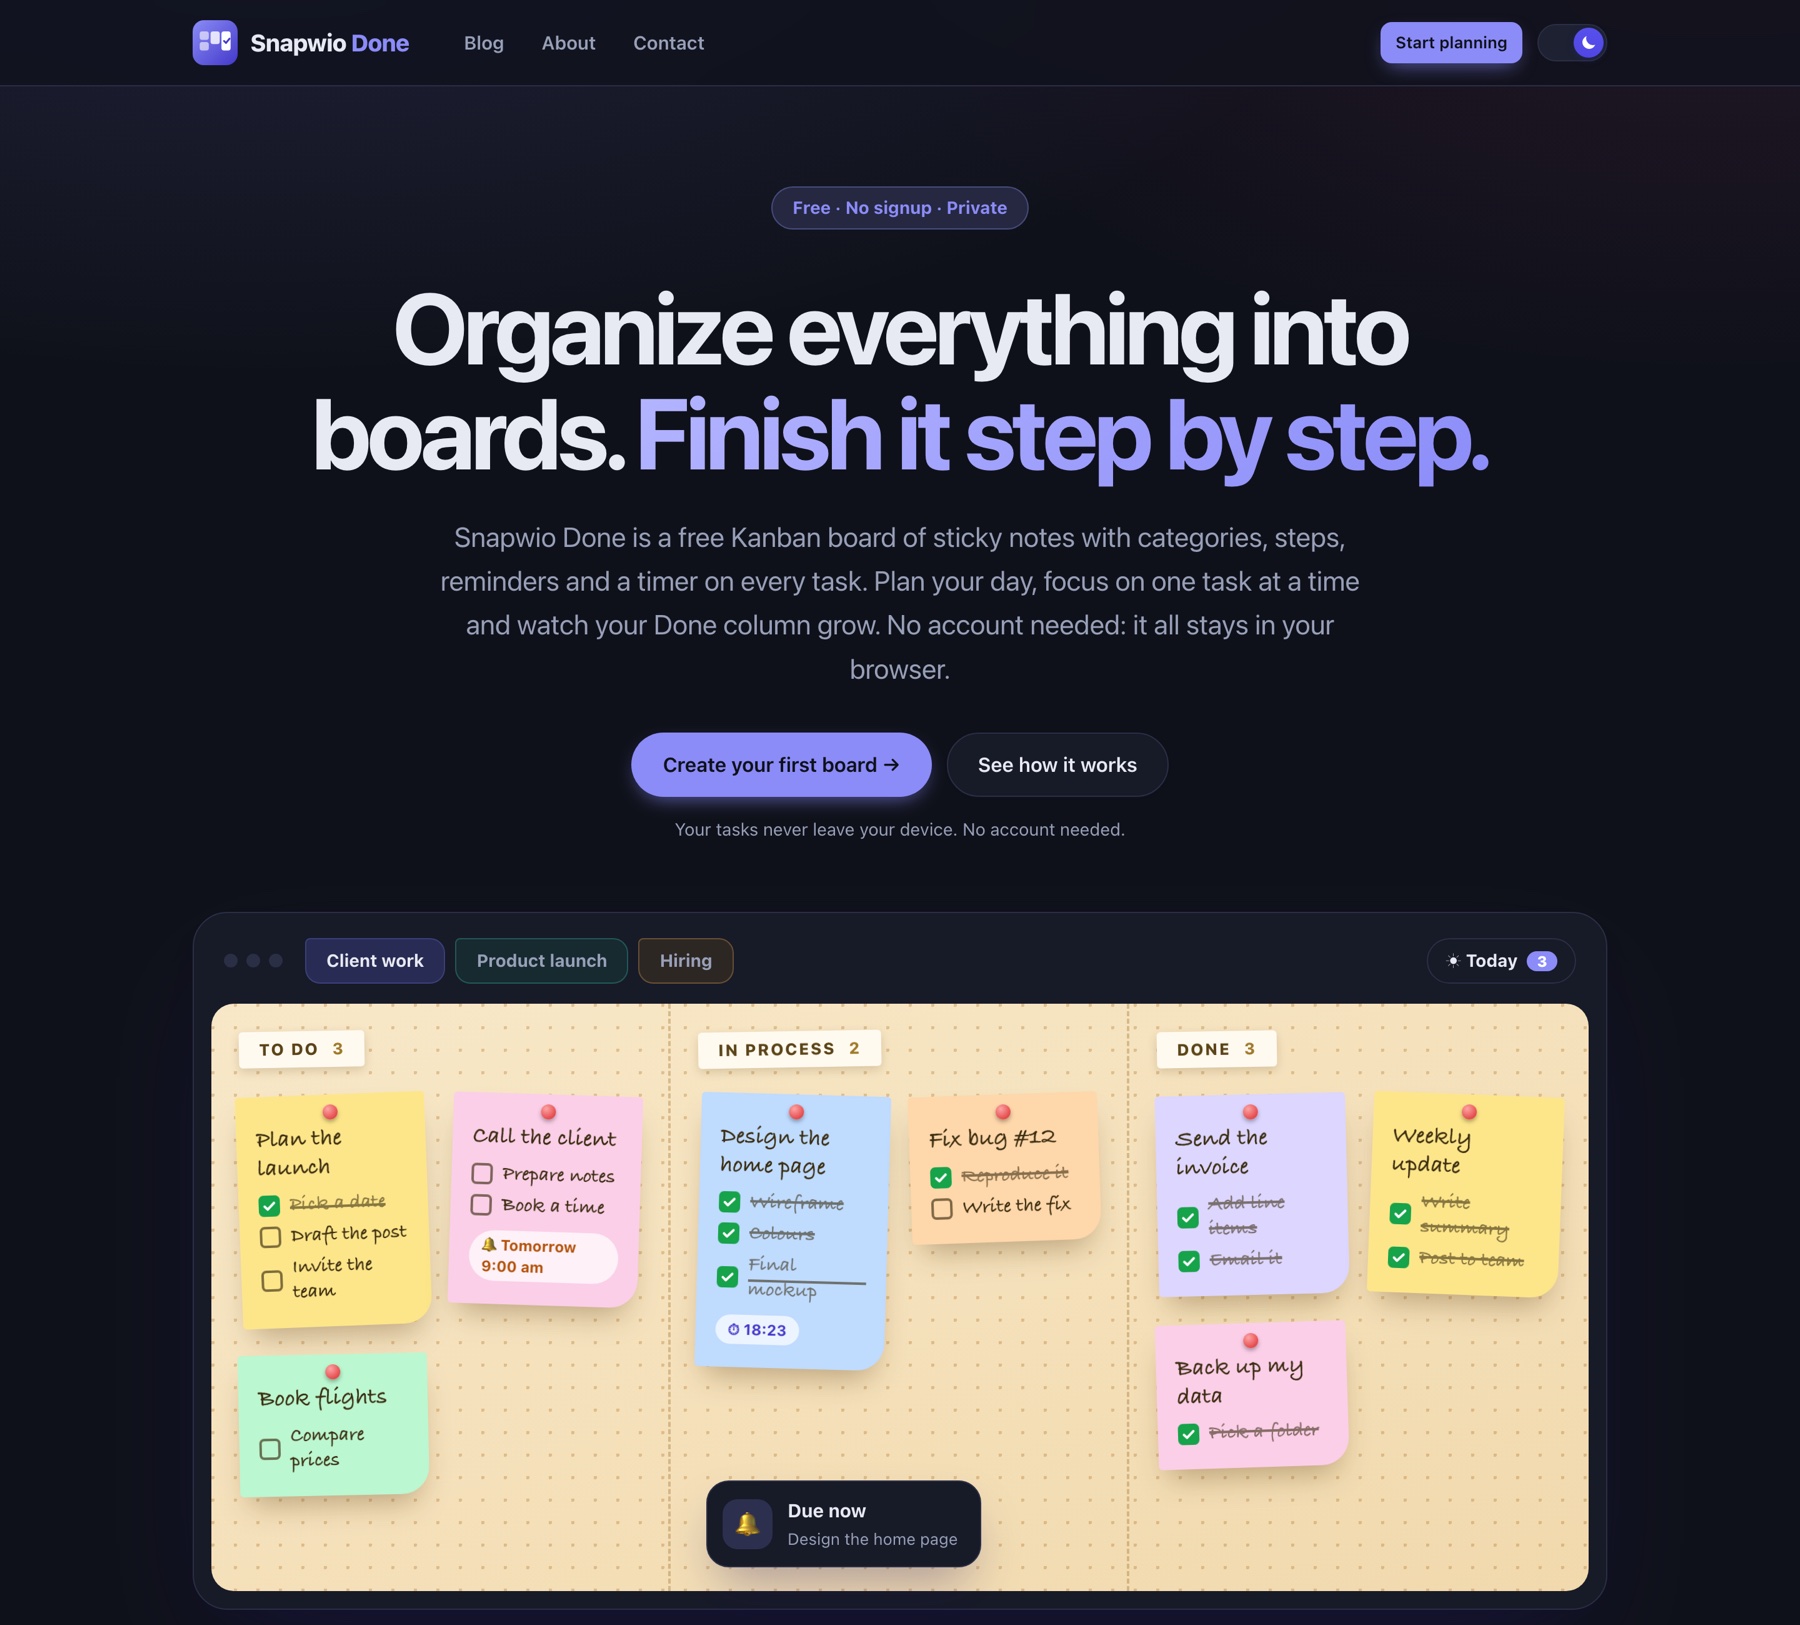 Snapwio Done
Blog
About
Contact
Start planning
Free · No signup · Private
Organize everything into
boards. Finish it step by step.
Snapwio Done is a free Kanban board of sticky notes with categories, steps,
reminders and a timer on every task. Plan your day, focus on one task at a time
and watch your Done column grow. No account needed: it all stays in your
browser.
Create your first board →
See how it works
Your tasks never leave your device. No account needed.
Client work
Product launch
Hiring
Today 3
TO DO 3
Plan the
launch
Pick a date
Draft the post
Invite the
team
Call the client
Prepare notes
Book a time
Tomorrow
9:00 am
Book flights
Compare
prices
IN PROCESS 2
Design the
home page
Wireframe
Colours
Final
mockup
18:23
Fix bug #12
Reproduce it
Write the fix
Due now
Design the home page
DONE 3
Send the
invoice
Add line
items
Email it
Weekly
update
Write
summary
Post to team
Back up my
data
Pick a folder